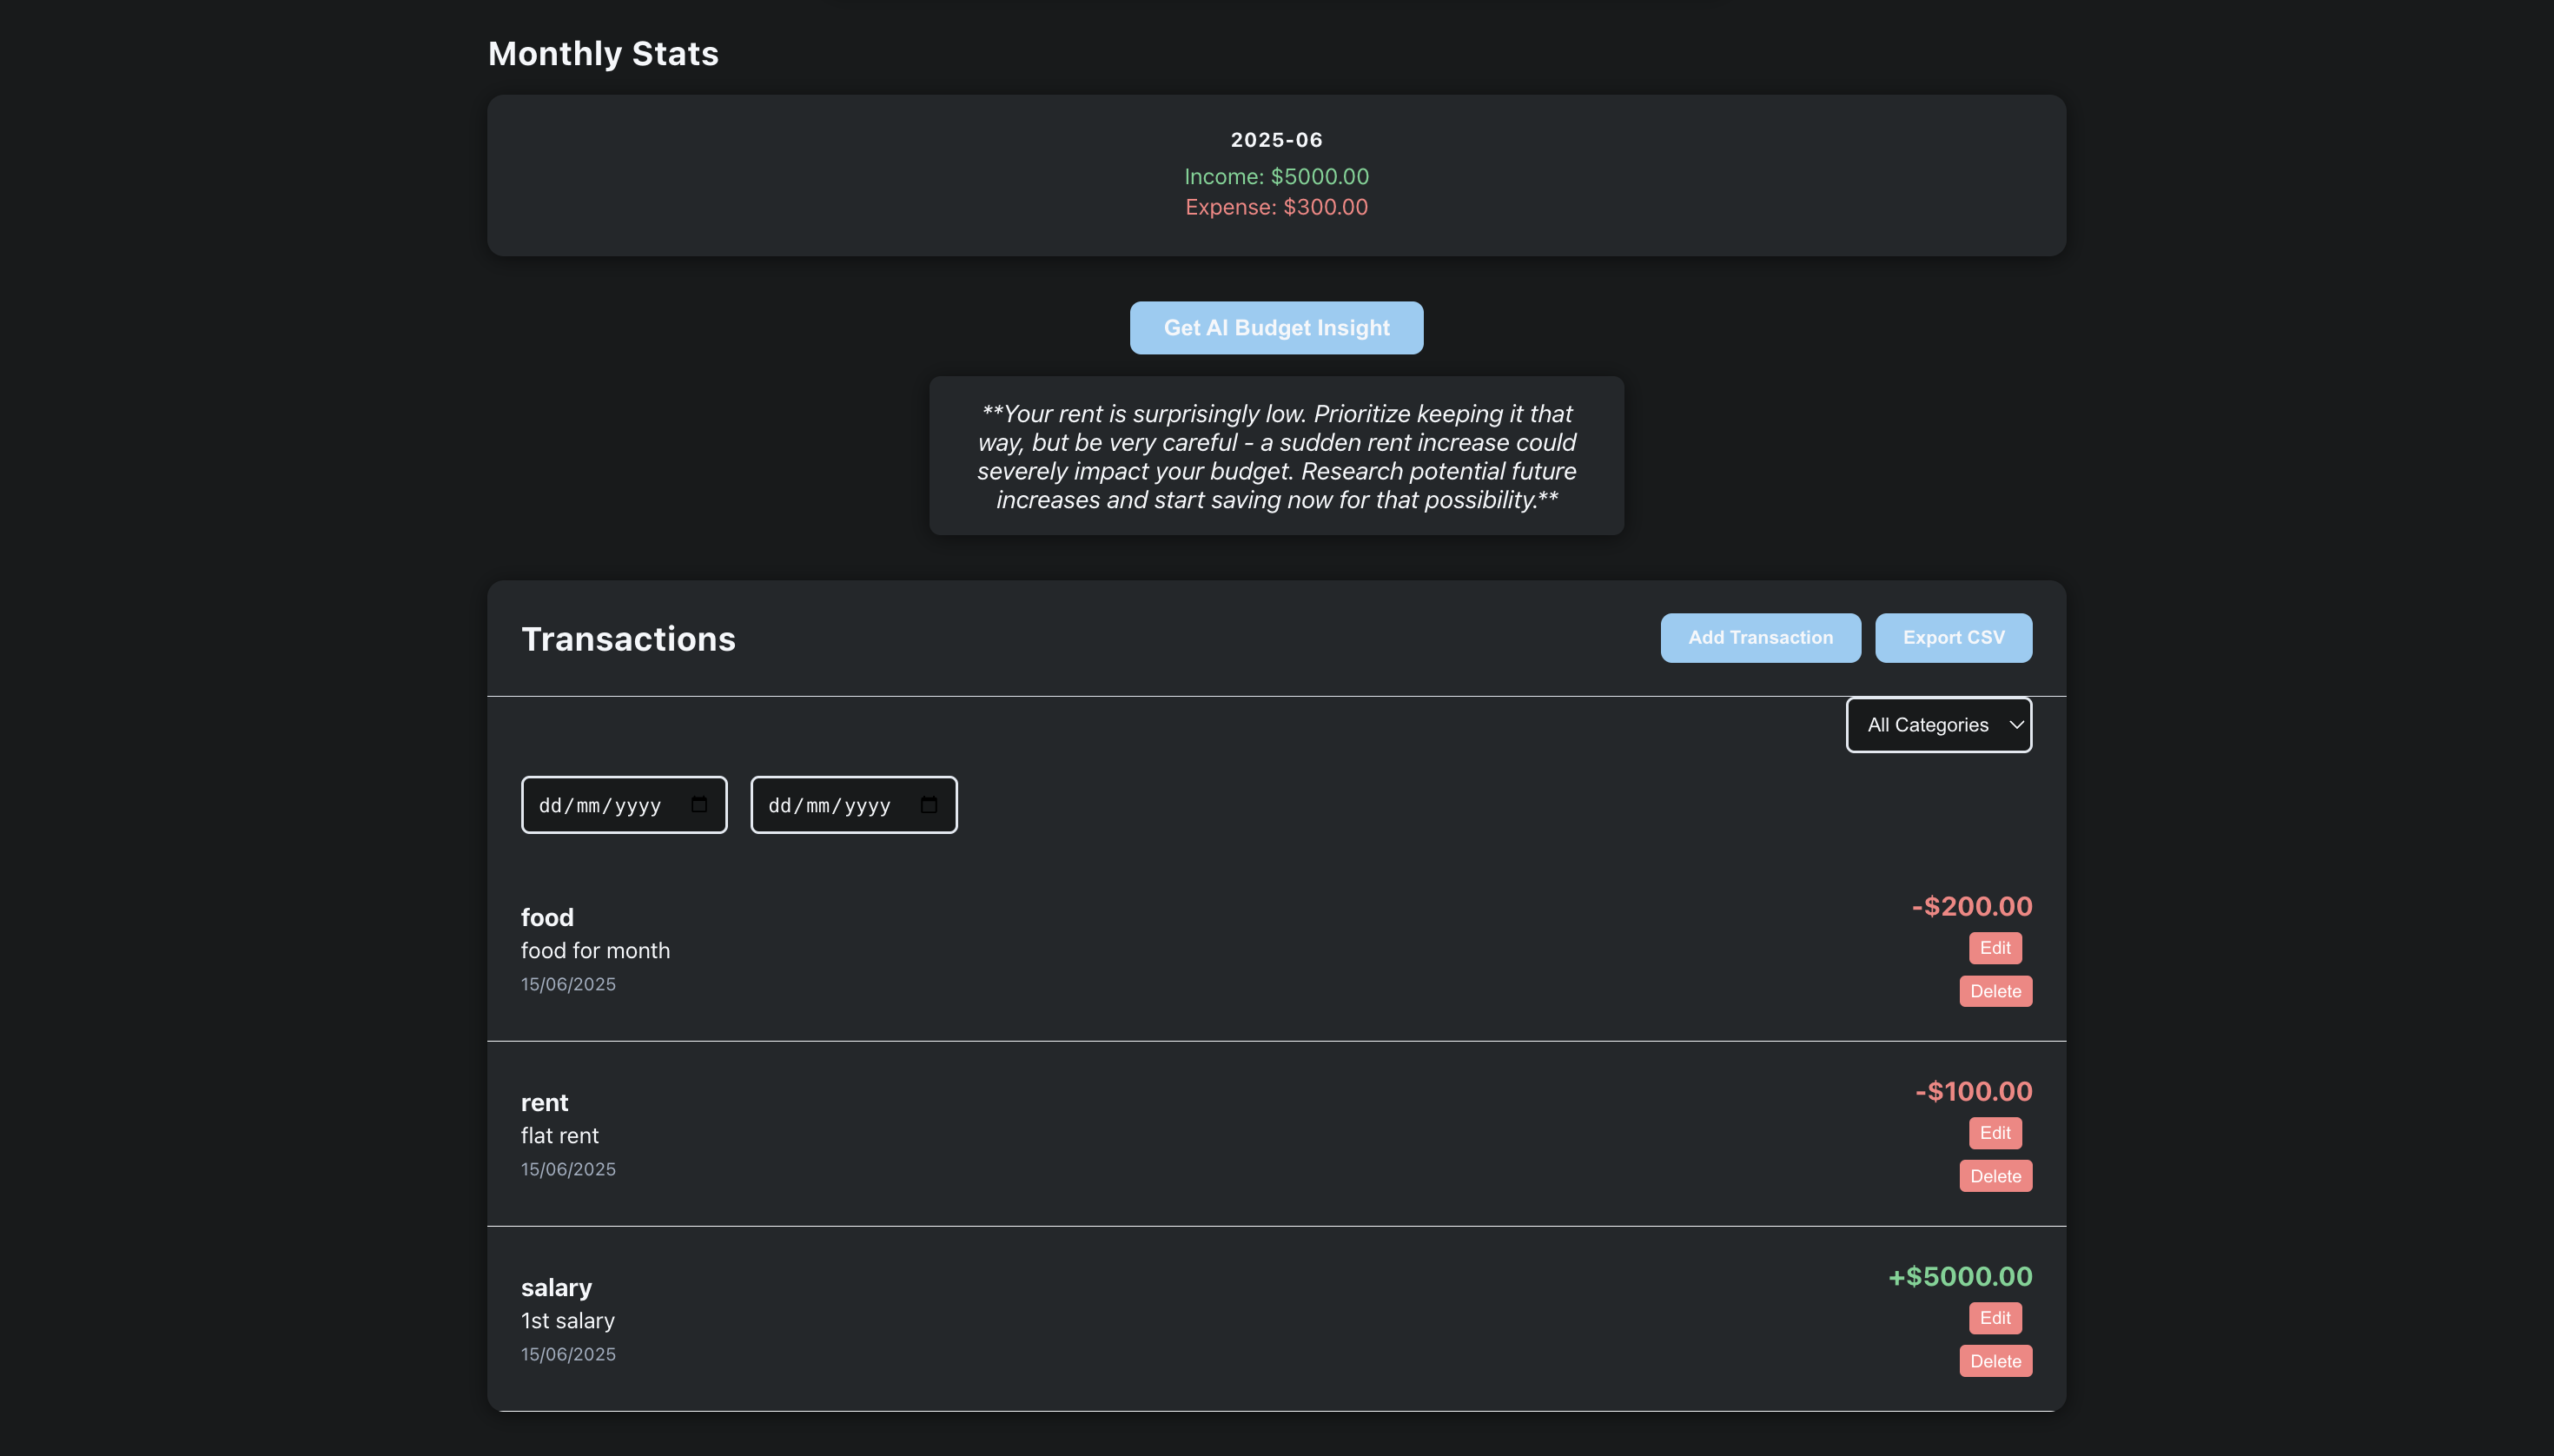 Monthly Stats
2025-06
Income: $5000.00
Expense: $300.00
Get AI Budget Insight
**Your rent is surprisingly low. Prioritize keeping it that
way, but be very careful - a sudden rent increase could
severely impact your budget. Research potential future
increases and start saving now for that possibility.**
Transactions
Add Transaction
Export CSV
All Categories
dd/mm/yyyy
dd/mm/yyyy
food
food for month
15/06/2025
-$200.00
Edit
Delete
rent
flat rent
15/06/2025
-$100.00
Edit
Delete
salary
1st salary
15/06/2025
+$5000.00
Edit
Delete